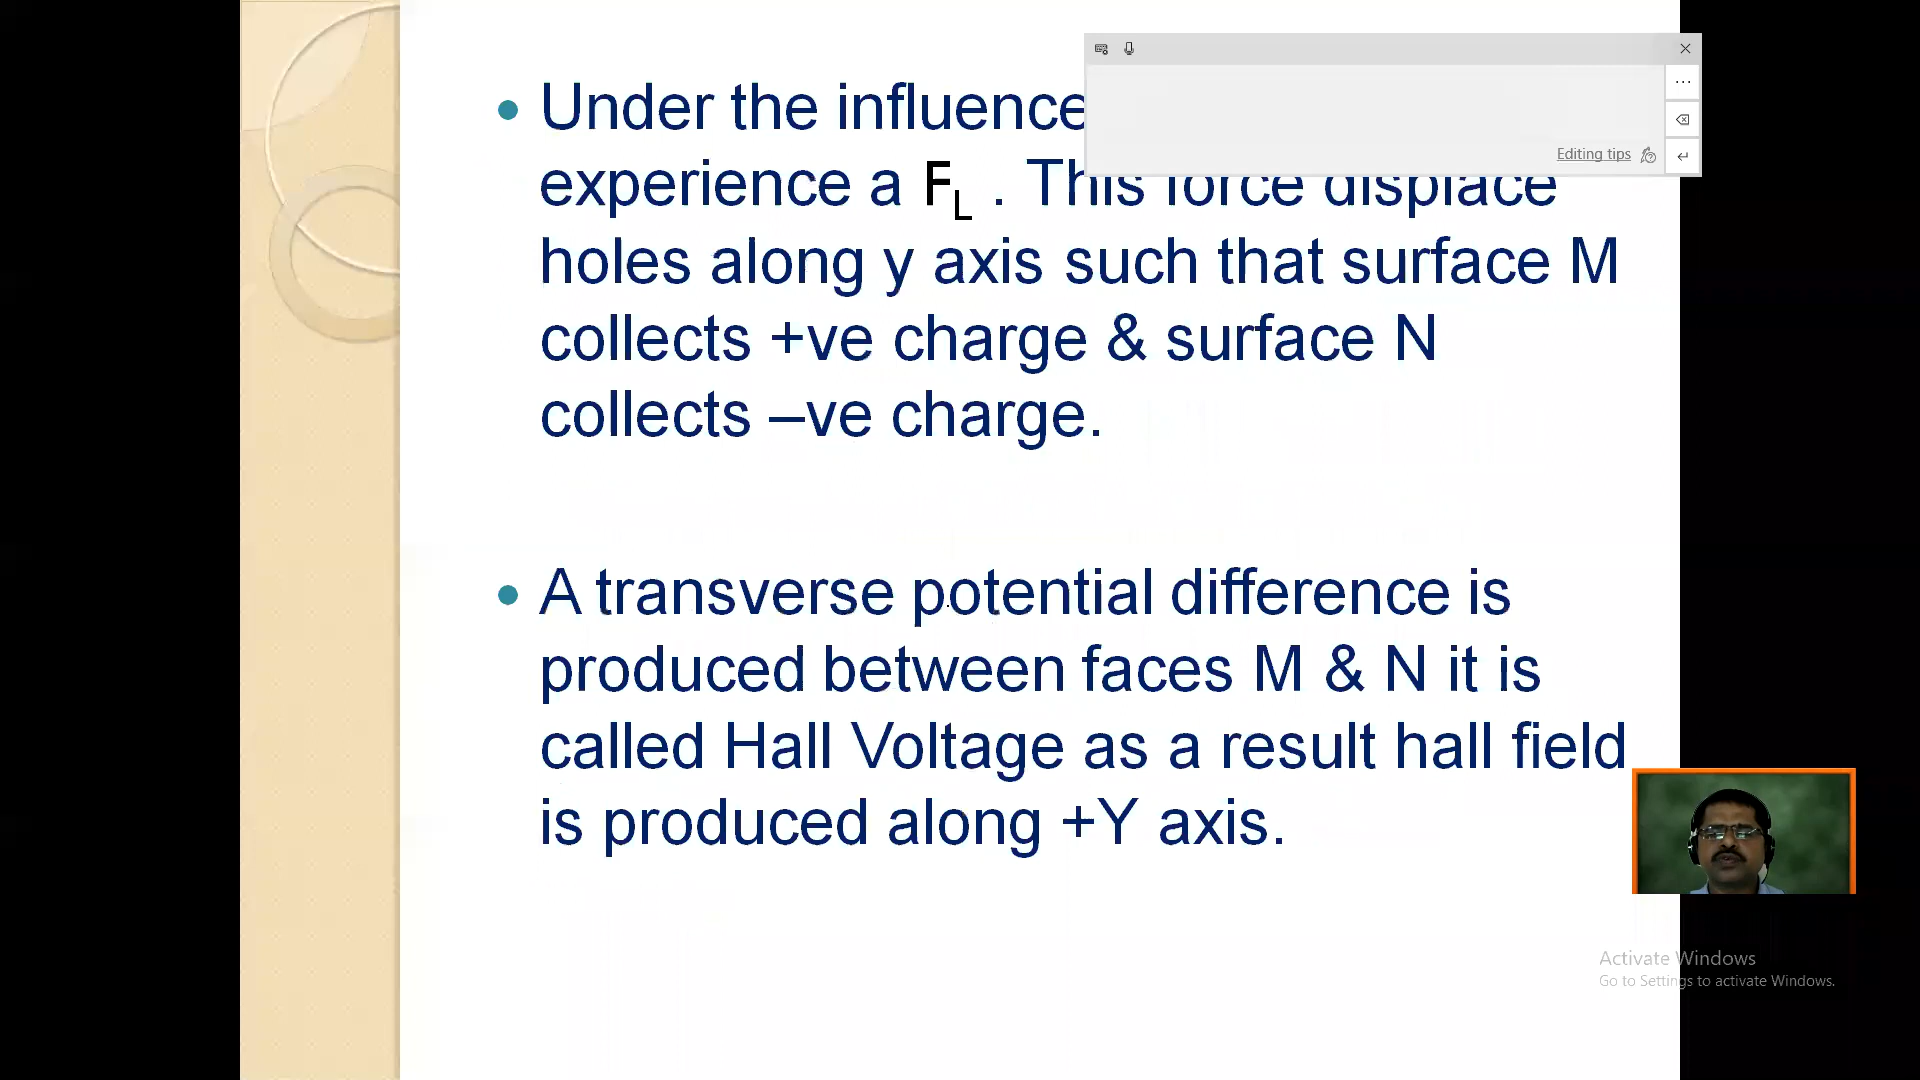 Under the influence
Editing tips
experience a F_L . This force displace
holes along y axis such that surface M
collects +ve charge & surface N
collects –ve charge.
A transverse potential difference is
produced between faces M & N it is
called Hall Voltage as a result hall field
is produced along +Y axis.
Activate Windows
Go to Settings to activate Windows.